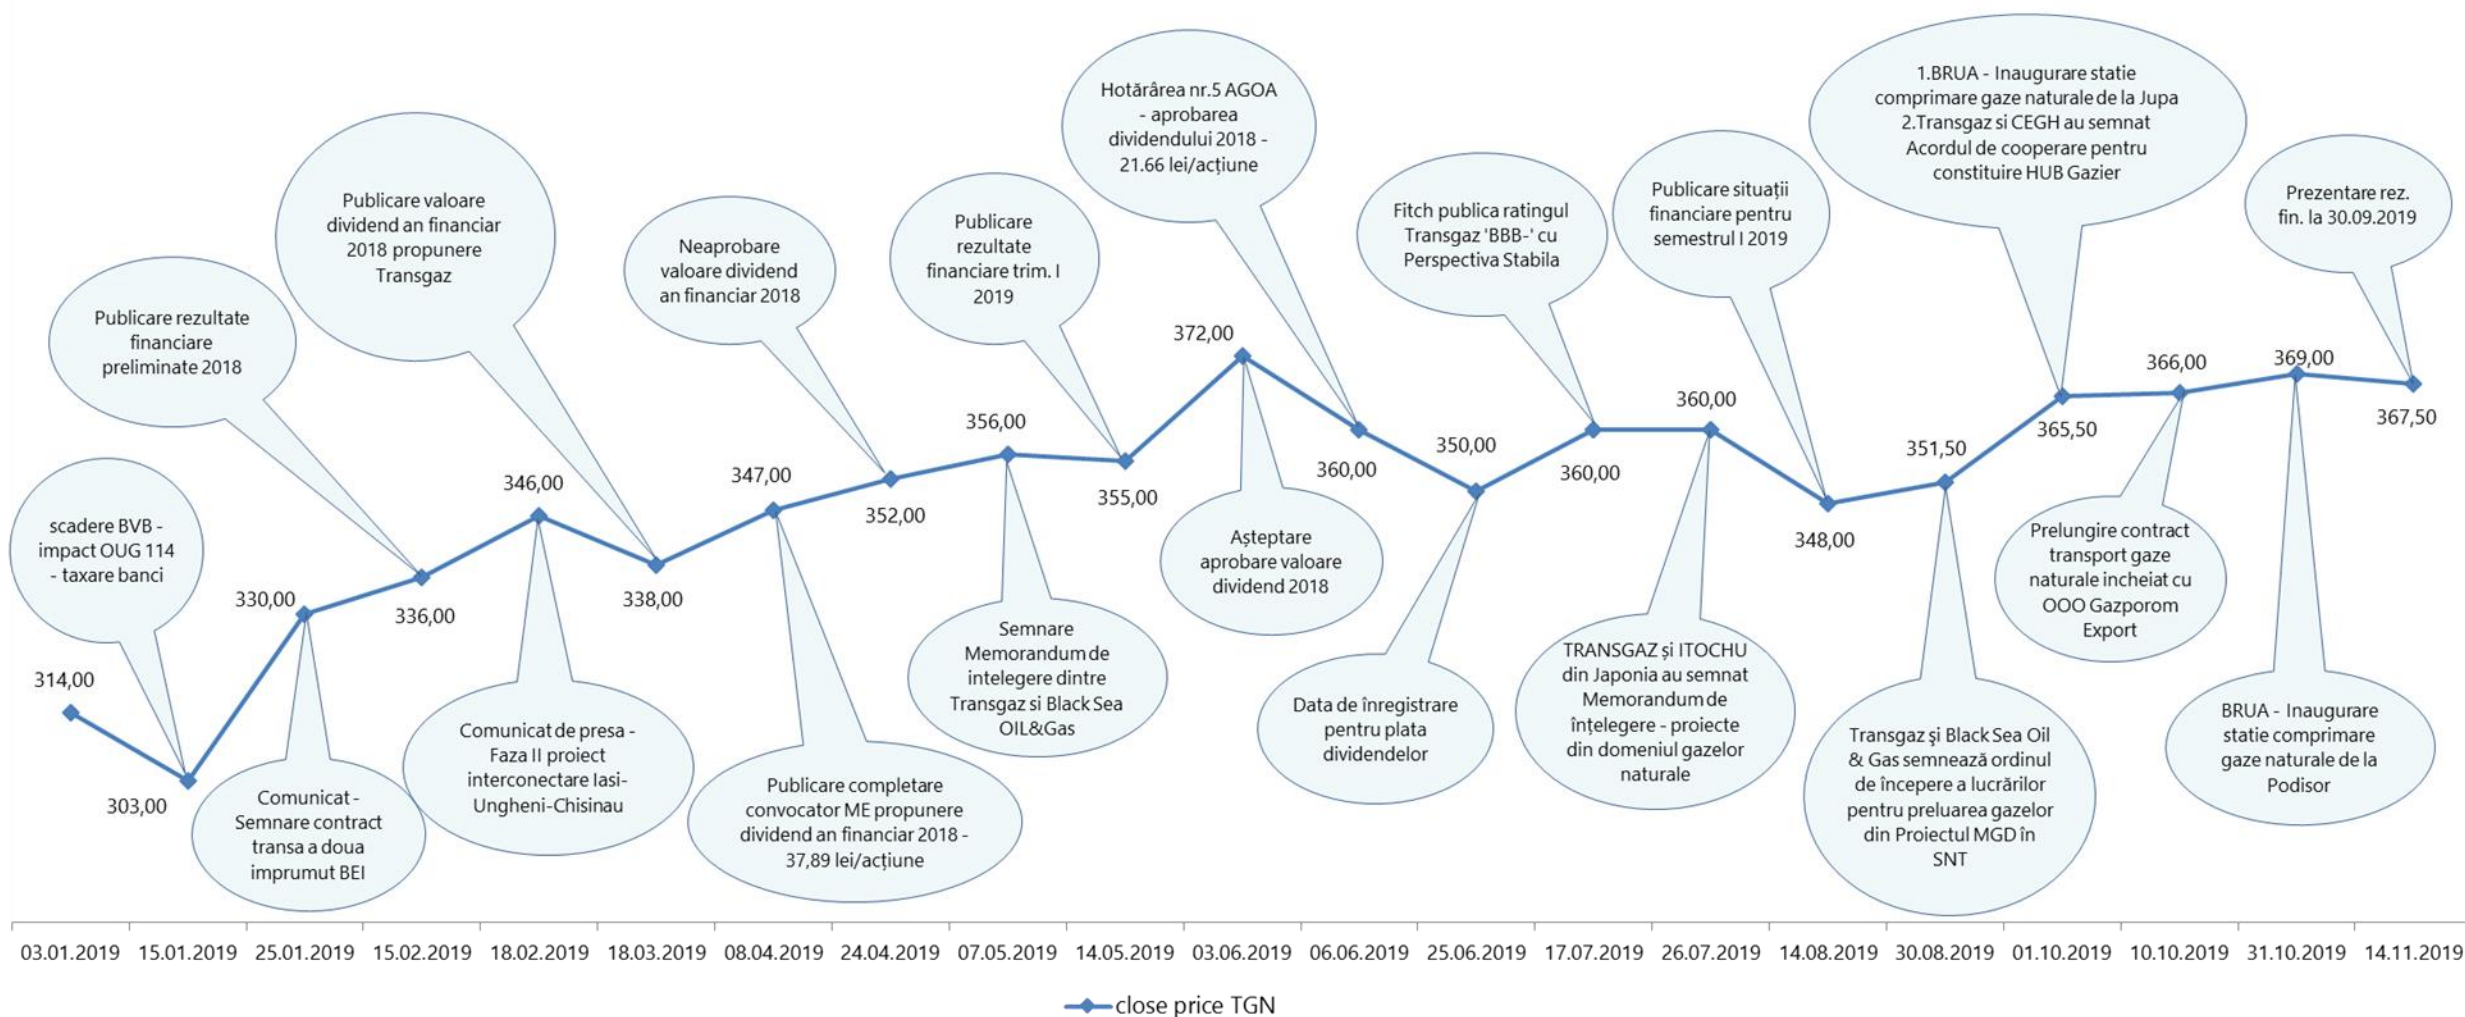 1.BRUA - Inaugurare statie
comprimare gaze naturale de la Jupa
2.Transgaz si CEGH au semnat
Acordul de cooperare pentru
constituire HUB Gazier
Hotărârea nr.5 AGOA
- aprobarea
dividendului 2018 -
21.66 lei/acțiune
Publicare valoare
dividend an financiar
2018 propunere
Transgaz
Publicare
rezultate
financiare trim. I
2019
Fitch publica ratingul
Transgaz 'BBB-' cu
Perspectiva Stabila
Publicare situații
financiare pentru
semestrul I 2019
Prezentare rez.
fin. la 30.09.2019
Neaprobare
valoare dividend
an financiar 2018
Publicare rezultate
financiare
preliminate 2018
scadere BVB -
impact OUG 114
- taxare banci
314,00
303,00
330,00
336,00
346,00
338,00
347,00
352,00
356,00
355,00
372,00
360,00
350,00
360,00
360,00
348,00
351,50
365,50
366,00
369,00
367,50
Comunicat -
Semnare contract
transa a doua
imprumut BEI
Comunicat de presa -
Faza II proiect
interconectare Iasi-
Ungheni-Chisinau
Publicare completare
convocator ME propunere
dividend an financiar 2018 -
37,89 lei/acțiune
Semnare
Memorandum de
intelegere dintre
Transgaz si Black Sea
OIL&Gas
Așteptare
aprobare valoare
dividend 2018
Data de înregistrare
pentru plata
dividendelor
TRANSGAZ și ITOCHU
din Japonia au semnat
Memorandum de
înțelegere - proiecte
din domeniul gazelor
naturale
Transgaz şi Black Sea Oil
& Gas semnează ordinul
de începere a lucrărilor
pentru preluarea gazelor
din Proiectul MGD în
SNT
Prelungire contract
transport gaze
naturale incheiat cu
OOO Gazporom
Export
BRUA - Inaugurare
statie comprimare
gaze naturale de la
Podisor
03.01.2019 15.01.2019 25.01.2019 15.02.2019 18.02.2019 18.03.2019 08.04.2019 24.04.2019 07.05.2019 14.05.2019 03.06.2019 06.06.2019 25.06.2019 17.07.2019 26.07.2019 14.08.2019 30.08.2019 01.10.2019 10.10.2019 31.10.2019 14.11.2019
close price TGN